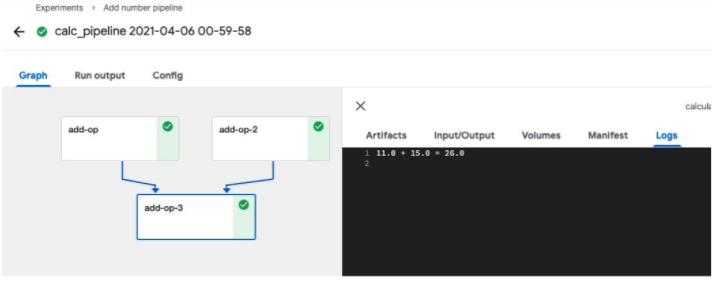 Experiments > Add number pipeline
calc_pipeline 2021-04-06 00-59-58
Graph Run output Config
calcula
Artifacts Input/Output Volumes Manifest Logs
add-op add-op-2
add-op-3
1 11.0 + 15.0 = 26.0
2